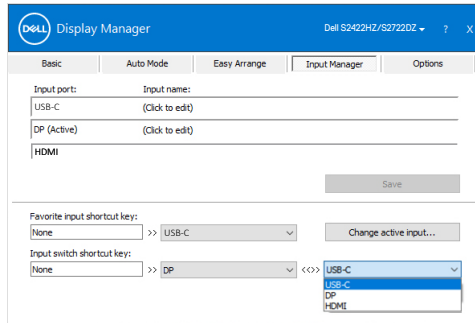 DELL Display Manager Dell S2422HZ/S2722DZ ? X
Basic Auto Mode Easy Arrange Input Manager Options
Input port: Input name:
USB-C (Click to edit)
DP (Active) (Click to edit)
HDMI
Save
Favorite input shortcut key:
None >> USB-C Change active input...
Input switch shortcut key:
None >> DP <<>> USB-C
USB-C
DP
HDMI